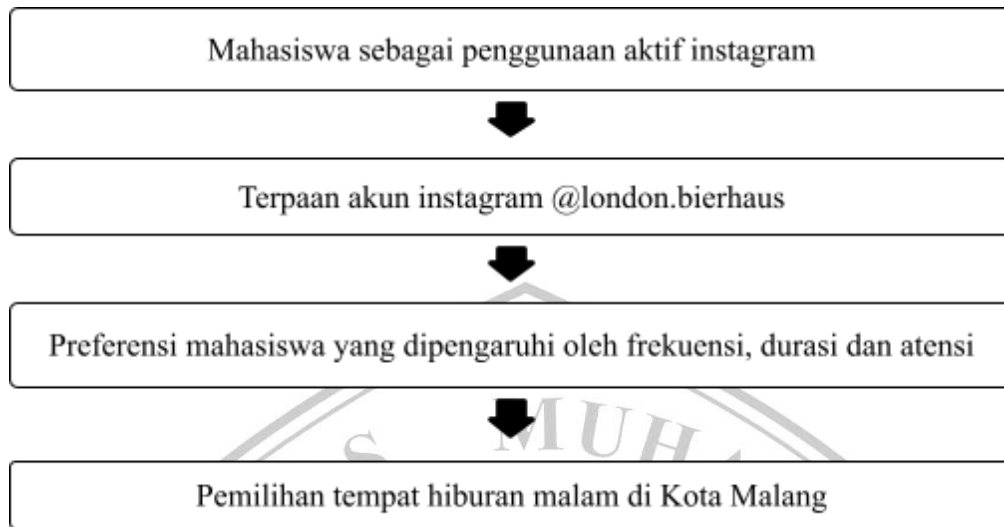 Mahasiswa sebagai penggunaan aktif instagram
Terpaan akun instagram @london.bierhaus
Preferensi mahasiswa yang dipengaruhi oleh frekuensi, durasi dan atensi
S MUHA
Pemilihan tempat hiburan malam di Kota Malang